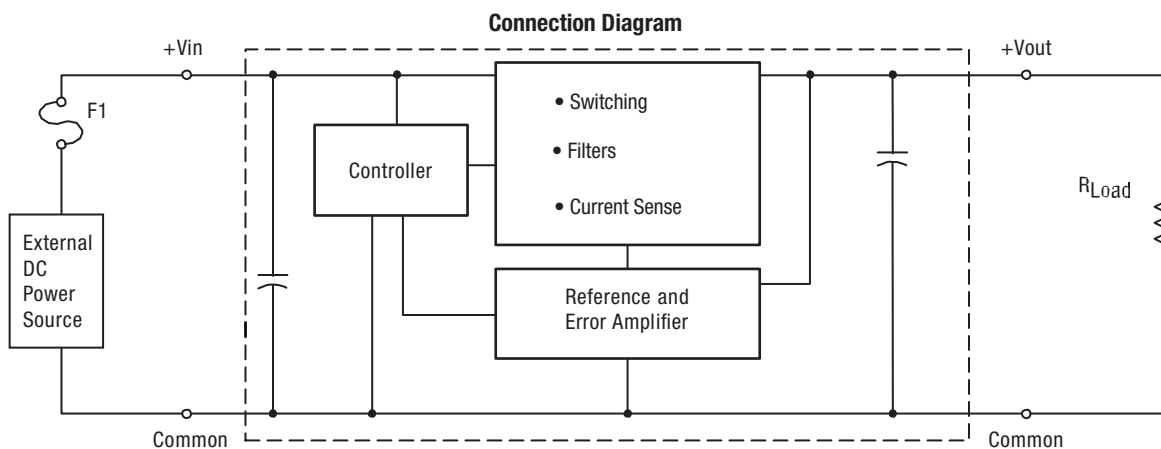 Connection Diagram
+Vin
+Vout
F1
• Switching
• Filters
• Current Sense
Controller
RLoad
External
DC
Power
Source
Reference and
Error Amplifier
Common
Common